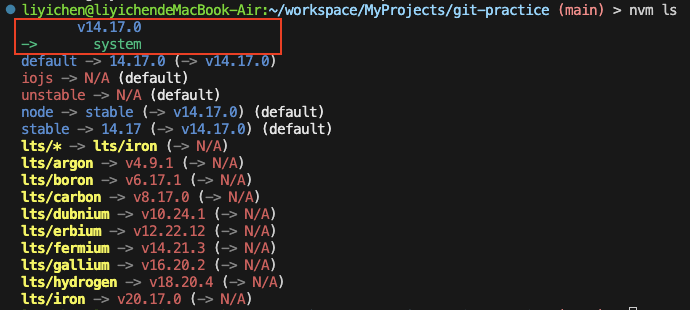 liyichen@liyichendeMacBook-Air:~/workspace/MyProjects/git-practice (main) > nvm ls
v14.17.0
-> system
default -> 14.17.0 (-> v14.17.0)
iojs -> N/A (default)
unstable -> N/A (default)
node -> stable (-> v14.17.0) (default)
stable -> 14.17 (-> v14.17.0) (default)
lts/* -> lts/iron (-> N/A)
lts/argon -> v4.9.1 (-> N/A)
lts/boron -> v6.17.1 (-> N/A)
lts/carbon -> v8.17.0 (-> N/A)
lts/dubnium -> v10.24.1 (-> N/A)
lts/erbium -> v12.22.12 (-> N/A)
lts/fermium -> v14.21.3 (-> N/A)
lts/gallium -> v16.20.2 (-> N/A)
lts/hydrogen -> v18.20.4 (-> N/A)
lts/iron -> v20.17.0 (-> N/A)